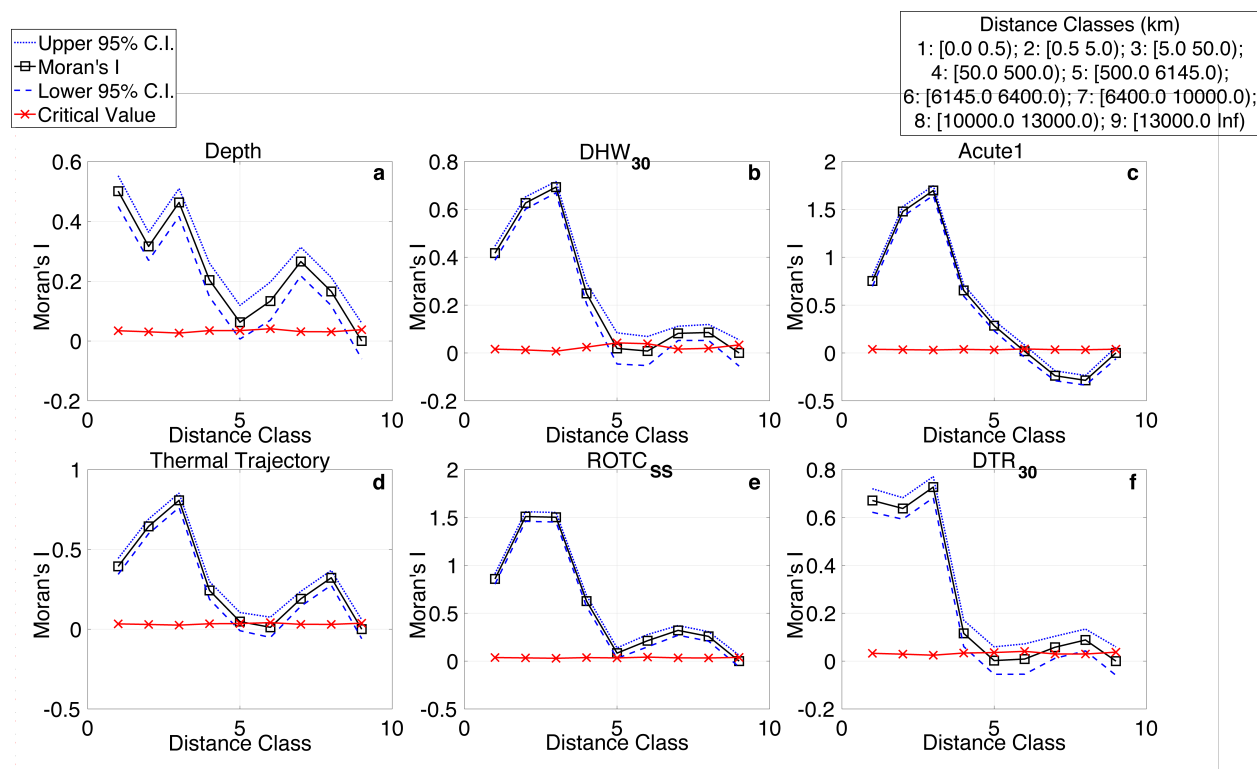 Upper 95% C.I.
Moran's I
Lower 95% C.I.
Critical Value
Distance Classes (km)
1: [0.0 0.5); 2: [0.5 5.0); 3: [5.0 50.0);
4: [50.0 500.0); 5: [500.0 6145.0);
6: [6145.0 6400.0); 7: [6400.0 10000.0);
8: [10000.0 13000.0); 9: [13000.0 Inf)
Depth
a
0.6
0.4
0.2
0
-0.2
Moran's I
0 5 10
Distance Class
DHW30
b
0.8
0.6
0.4
0.2
0
-0.2
Moran's I
0 5 10
Distance Class
Acute1
c
2
1.5
1
0.5
0
-0.5
Moran's I
0 5 10
Distance Class
Thermal Trajectory
d
1
0.5
0
-0.5
Moran's I
0 5 10
Distance Class
ROTCSS
e
2
1.5
1
0.5
0
-0.5
Moran's I
0 5 10
Distance Class
DTR30
f
0.8
0.6
0.4
0.2
0
-0.2
Moran's I
0 5 10
Distance Class